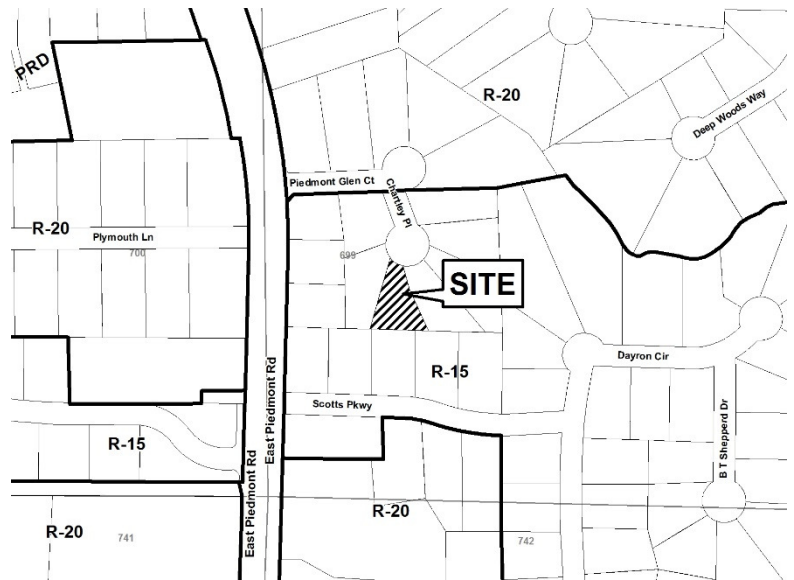 PRD
R-20
Deep Woods Way
Piedmont Glen Ct
Chartley Pl
R-20
Plymouth Ln
700
699
SITE
Dayron Cir
R-15
East Piedmont Rd
Scotts Pkwy
R-15
B T Shepperd Dr
East Piedmont Rd
R-20
R-20
741
742